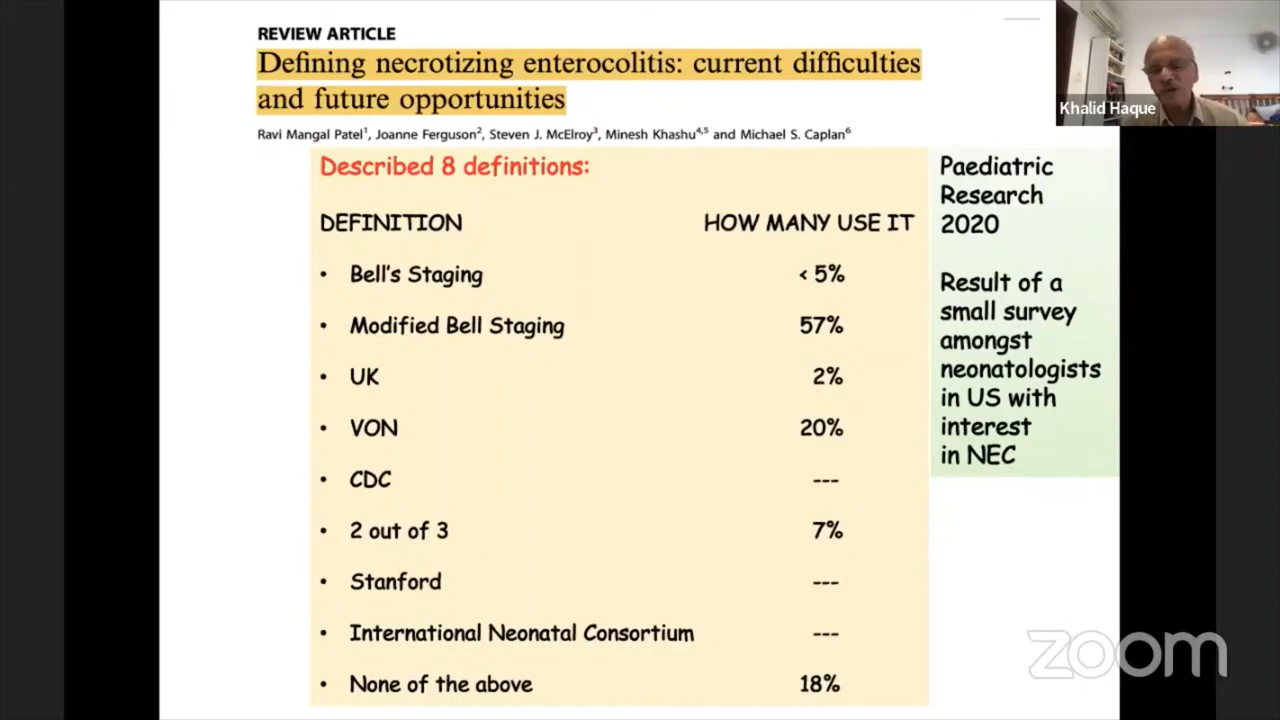 REVIEW ARTICLE
Defining necrotizing enterocolitis: current difficulties
and future opportunities
Ravi Mangal Patel¹, Joanne Ferguson², Steven J. McElroy³, Minesh Khashu⁴,⁵ and Michael S. Caplan⁶
Described 8 definitions:
DEFINITION HOW MANY USE IT
• Bell's Staging < 5%
• Modified Bell Staging 57%
• UK 2%
• VON 20%
• CDC ---
• 2 out of 3 7%
• Stanford ---
• International Neonatal Consortium ---
• None of the above 18%
Paediatric
Research
2020
Result of a
small survey
amongst
neonatologists
in US with
interest
in NEC
Khalid Haque
zoom